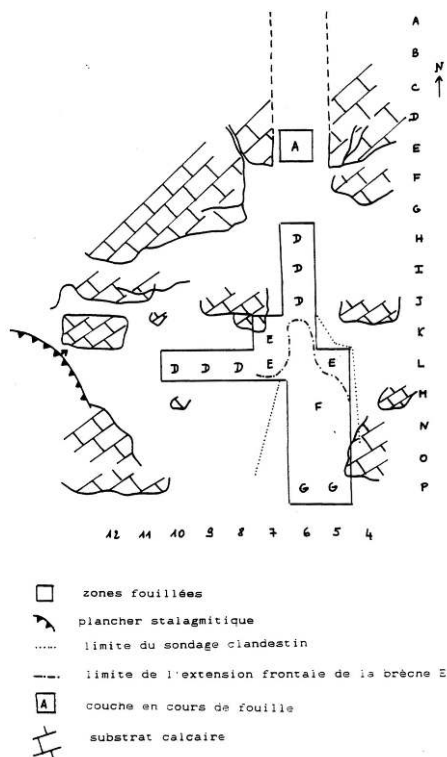 A
B
N
C
D
A E
F
G
D H
D I
D J
E K
D D D E E L
M
F
N
O
G G P
12 11 10 9 8 7 6 5 4
zones fouillées
plancher stalagmitique
limite du sondage clandestin
limite de l'extension frontale de la brècne E
A couche en cours de fouille
substrat calcaire